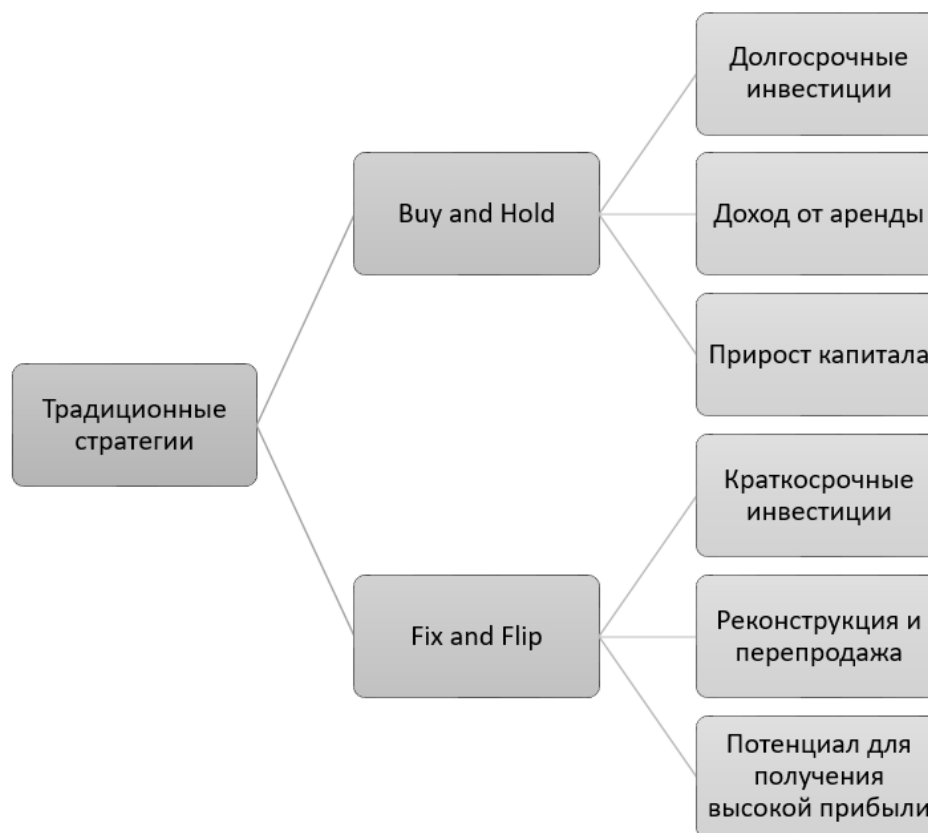 Традиционные
стратегии
Buy and Hold
Долгосрочные
инвестиции
Доход от аренды
Прирост капитала
Fix and Flip
Краткосрочные
инвестиции
Реконструкция и
перепродажа
Потенциал для
получения
высокой прибыли